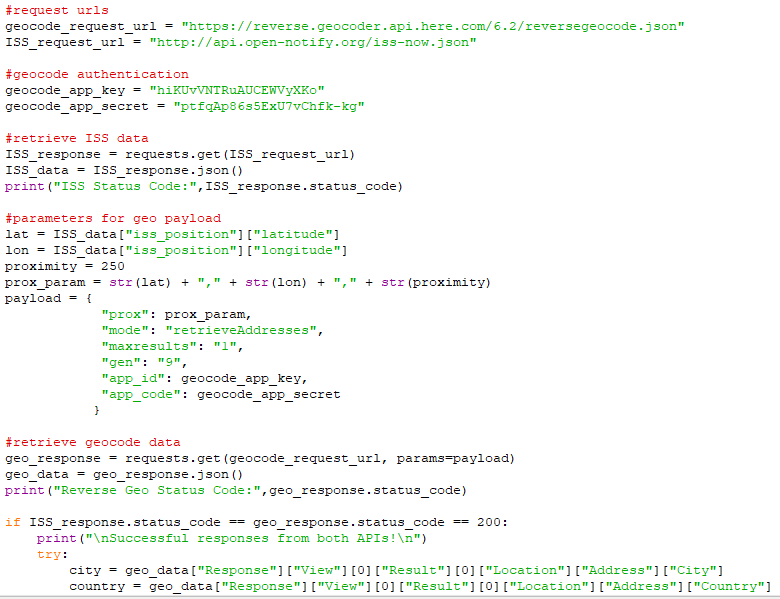 #request urls
geocode_request_url = "https://reverse.geocoder.api.here.com/6.2/reversegeocode.json"
ISS_request_url = "http://api.open-notify.org/iss-now.json"

#geocode authentication
geocode_app_key = "hiKUvVNTRuAUCEWVyXKo"
geocode_app_secret = "ptfqAp86s5ExU7vChfk-kg"

#retrieve ISS data
ISS_response = requests.get(ISS_request_url)
ISS_data = ISS_response.json()
print("ISS Status Code:",ISS_response.status_code)

#parameters for geo payload
lat = ISS_data["iss_position"]["latitude"]
lon = ISS_data["iss_position"]["longitude"]
proximity = 250
prox_param = str(lat) + "," + str(lon) + "," + str(proximity)
payload = {
            "prox": prox_param,
            "mode": "retrieveAddresses",
            "maxresults": "1",
            "gen": "9",
            "app_id": geocode_app_key,
            "app_code": geocode_app_secret
           }

#retrieve geocode data
geo_response = requests.get(geocode_request_url, params=payload)
geo_data = geo_response.json()
print("Reverse Geo Status Code:",geo_response.status_code)

if ISS_response.status_code == geo_response.status_code == 200:
    print("\nSuccessful responses from both APIs!\n")
    try:
        city = geo_data["Response"]["View"][0]["Result"][0]["Location"]["Address"]["City"]
        country = geo_data["Response"]["View"][0]["Result"][0]["Location"]["Address"]["Country"]